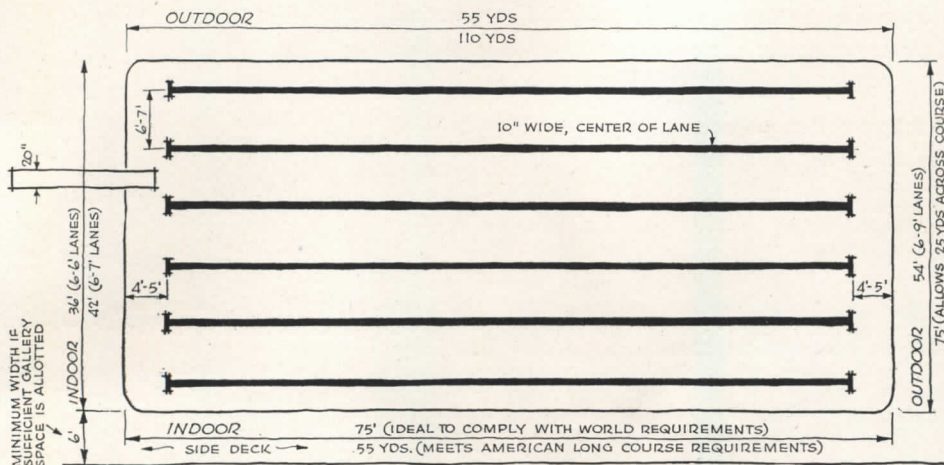 OUTDOOR
55 YDS
110 YDS
6'-7'
10" WIDE, CENTER OF LANE
20"
36' (6-6' LANES)
42' (6-7' LANES)
INDOOR
4'-5'
4'-5'
54' (6-9' LANES)
75' (ALLOWS 25YDS ACROSS COURSE)
OUTDOOR
MINIMUM WIDTH IF
SUFFICIENT GALLERY
SPACE IS ALLOTTED
6'
INDOOR
75' (IDEAL TO COMPLY WITH WORLD REQUIREMENTS)
SIDE DECK
55 YDS. (MEETS AMERICAN LONG COURSE REQUIREMENTS)